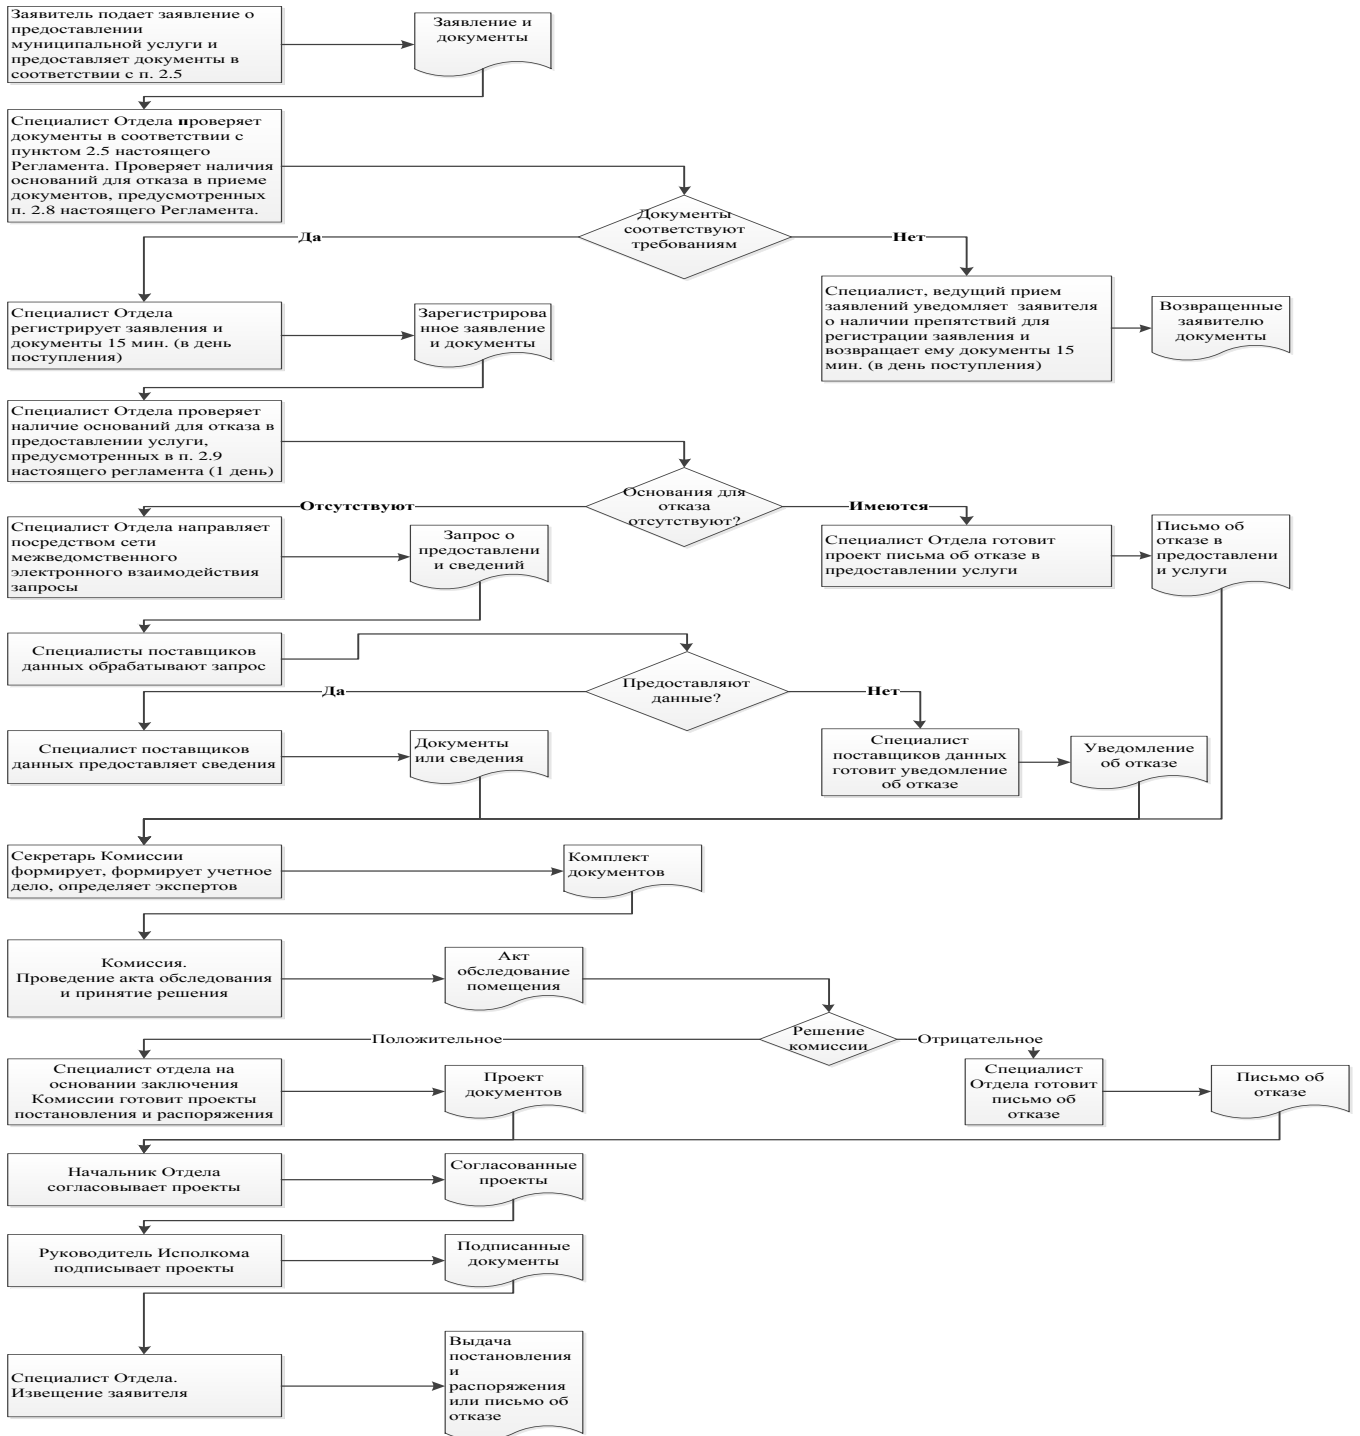 Заявитель подает заявление о
предоставлении
муниципальной услуги и
предоставляет документы в
соответствии с п. 2.5
Заявление и
документы
Специалист Отдела проверяет
документы в соответствии с
пунктом 2.5 настоящего
Регламента. Проверяет наличия
оснований для отказа в приеме
документов, предусмотренных
п. 2.8 настоящего Регламента.
Документы
соответствуют
требованиям
Да
Нет
Специалист Отдела
регистрирует заявления и
документы 15 мин. (в день
поступления)
Зарегистрирова
нное заявление
и документы
Специалист, ведущий прием
заявлений уведомляет заявителя
о наличии препятствий для
регистрации заявления и
возвращает ему документы 15
мин. (в день поступления)
Возвращенные
заявителю
документы
Специалист Отдела проверяет
наличие оснований для отказа в
предоставлении услуги,
предусмотренных в п. 2.9
настоящего регламента (1 день)
Основания для
отказа
отсутствуют?
Отсутствуют
Имеются
Специалист Отдела направляет
посредством сети
межведомственного
электронного взаимодействия
запросы
Запрос о
предоставлени
и сведений
Специалист Отдела готовит
проект письма об отказе в
предоставлении услуги
Письмо об
отказе в
предоставлени
и услуги
Специалисты поставщиков
данных обрабатывают запрос
Предоставляют
данные?
Да
Нет
Специалист поставщиков
данных предоставляет сведения
Документы
или сведения
Специалист
поставщиков данных
готовит уведомление
об отказе
Уведомление
об отказе
Секретарь Комиссии
формирует, формирует учетное
дело, определяет экспертов
Комплект
документов
Комиссия.
Проведение акта обследования
и принятие решения
Акт
обследование
помещения
Решение
комиссии
Положительное
Отрицательное
Специалист отдела на
основании заключения
Комиссии готовит проекты
постановления и распоряжения
Проект
документов
Специалист
Отдела готовит
письмо об
отказе
Письмо об
отказе
Начальник Отдела
согласовывает проекты
Согласованные
проекты
Руководитель Исполкома
подписывает проекты
Подписанные
документы
Специалист Отдела.
Извещение заявителя
Выдача
постановления
и
распоряжения
или письмо об
отказе